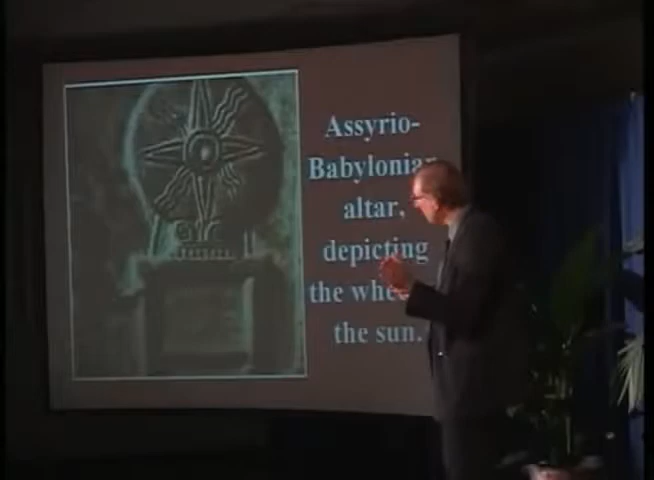 Assyrio-
Babylonian
altar,
depicting
the
the sun.